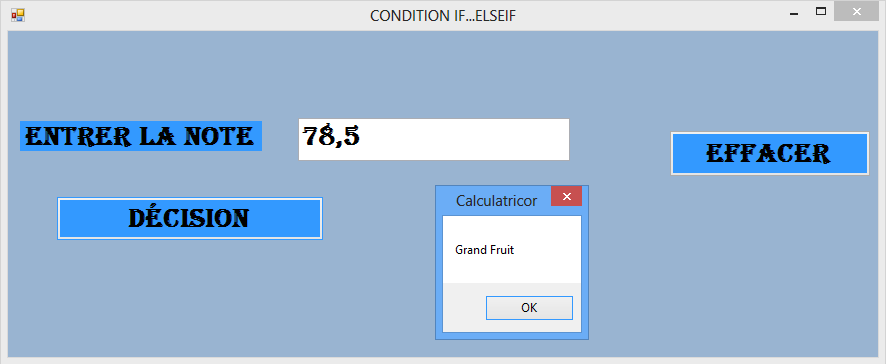 CONDITION IF...ELSEIF
ENTRER LA NOTE
78,5
EFFACER
DÉCISION
Calculatricor
Grand Fruit
OK